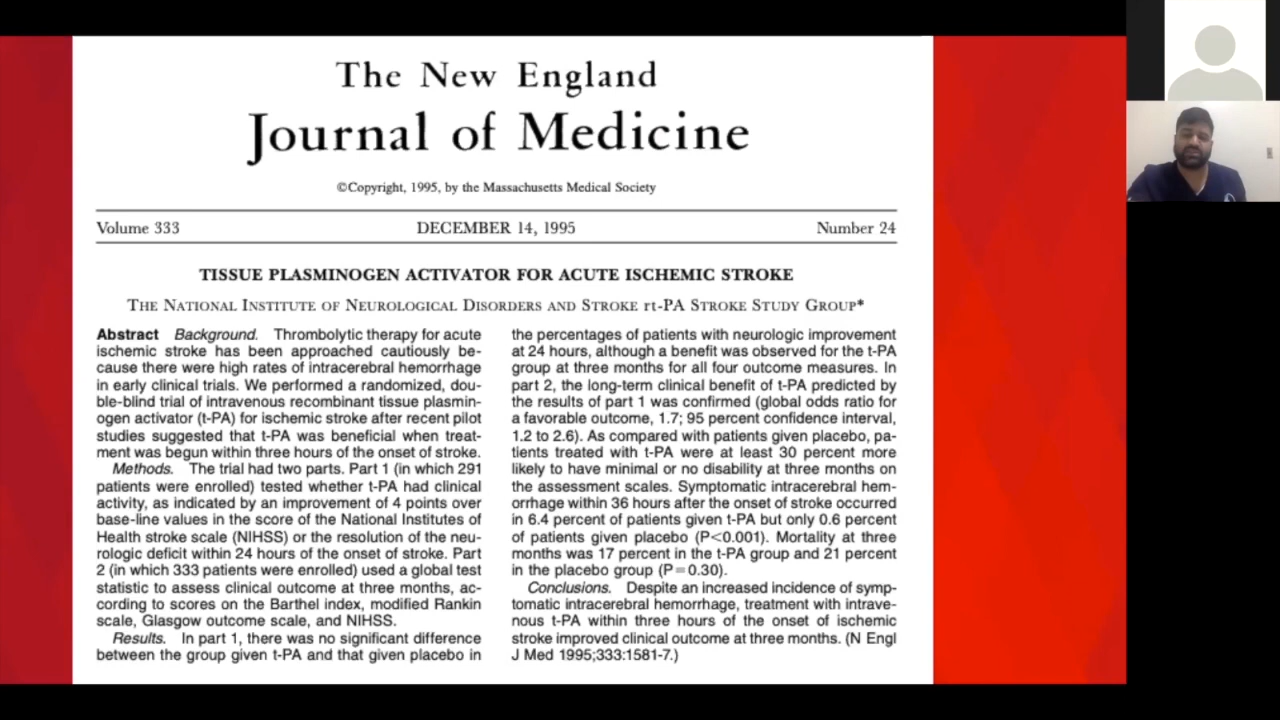 The New England
Journal of Medicine
©Copyright, 1995, by the Massachusetts Medical Society
Volume 333 DECEMBER 14, 1995 Number 24
TISSUE PLASMINOGEN ACTIVATOR FOR ACUTE ISCHEMIC STROKE
THE NATIONAL INSTITUTE OF NEUROLOGICAL DISORDERS AND STROKE rt-PA STROKE STUDY GROUP*
Abstract Background. Thrombolytic therapy for acute
ischemic stroke has been approached cautiously be-
cause there were high rates of intracerebral hemorrhage
in early clinical trials. We performed a randomized, dou-
ble-blind trial of intravenous recombinant tissue plasmin-
ogen activator (t-PA) for ischemic stroke after recent pilot
studies suggested that t-PA was beneficial when treat-
ment was begun within three hours of the onset of stroke.
Methods. The trial had two parts. Part 1 (in which 291
patients were enrolled) tested whether t-PA had clinical
activity, as indicated by an improvement of 4 points over
base-line values in the score of the National Institutes of
Health stroke scale (NIHSS) or the resolution of the neu-
rologic deficit within 24 hours of the onset of stroke. Part
2 (in which 333 patients were enrolled) used a global test
statistic to assess clinical outcome at three months, ac-
cording to scores on the Barthel index, modified Rankin
scale, Glasgow outcome scale, and NIHSS.
Results. In part 1, there was no significant difference
between the group given t-PA and that given placebo in
the percentages of patients with neurologic improvement
at 24 hours, although a benefit was observed for the t-PA
group at three months for all four outcome measures. In
part 2, the long-term clinical benefit of t-PA predicted by
the results of part 1 was confirmed (global odds ratio for
a favorable outcome, 1.7; 95 percent confidence interval,
1.2 to 2.6). As compared with patients given placebo, pa-
tients treated with t-PA were at least 30 percent more
likely to have minimal or no disability at three months on
the assessment scales. Symptomatic intracerebral hem-
orrhage within 36 hours after the onset of stroke occurred
in 6.4 percent of patients given t-PA but only 0.6 percent
of patients given placebo (P<0.001). Mortality at three
months was 17 percent in the t-PA group and 21 percent
in the placebo group (P=0.30).
Conclusions. Despite an increased incidence of symp-
tomatic intracerebral hemorrhage, treatment with intrave-
nous t-PA within three hours of the onset of ischemic
stroke improved clinical outcome at three months. (N Engl
J Med 1995;333:1581-7.)